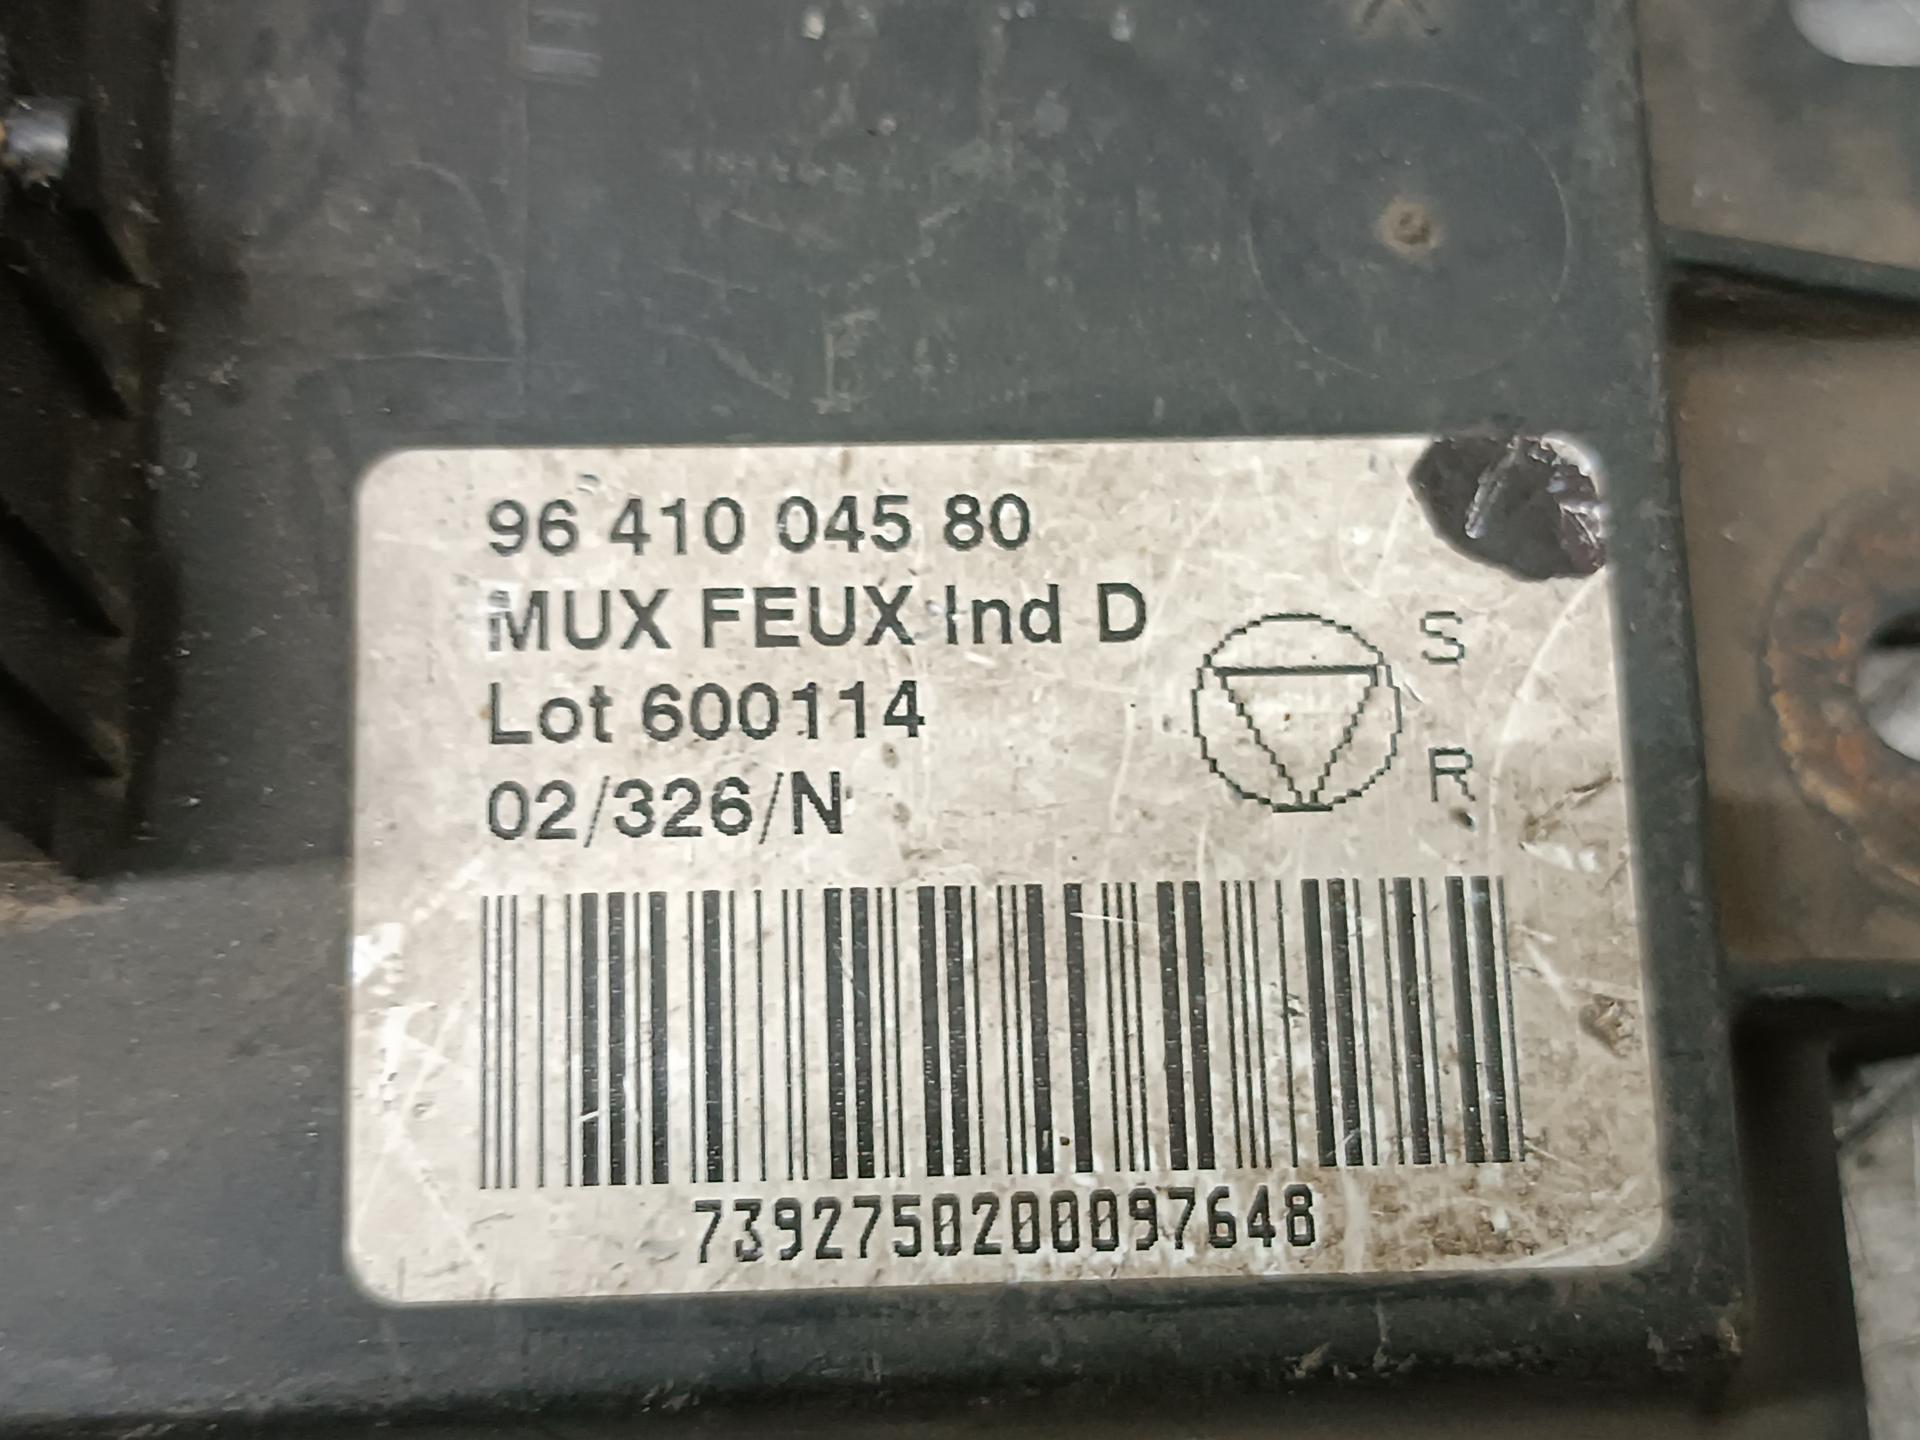 96 410 045 80
MUX FEUX Ind D
Lot 600114
02/326/N
S
R
7392750200097648